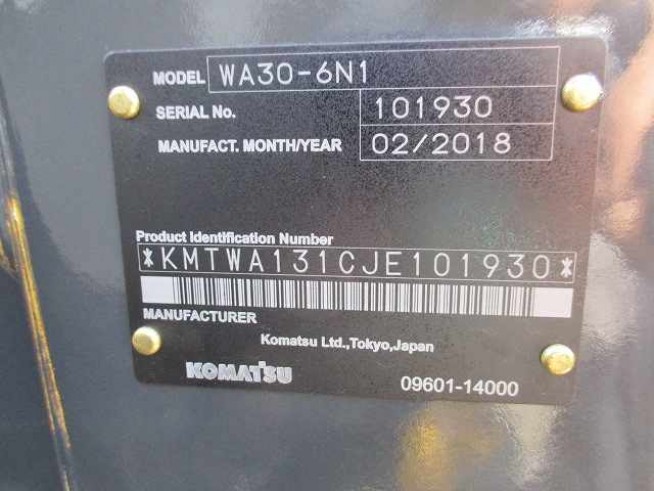 MODEL WA30-6N1
SERIAL No. 101930
MANUFACT. MONTH/YEAR 02/2018
Product Identification Number
*KMTWA131CJE101930*
MANUFACTURER
Komatsu Ltd.,Tokyo,Japan
KOMATSU 09601-14000